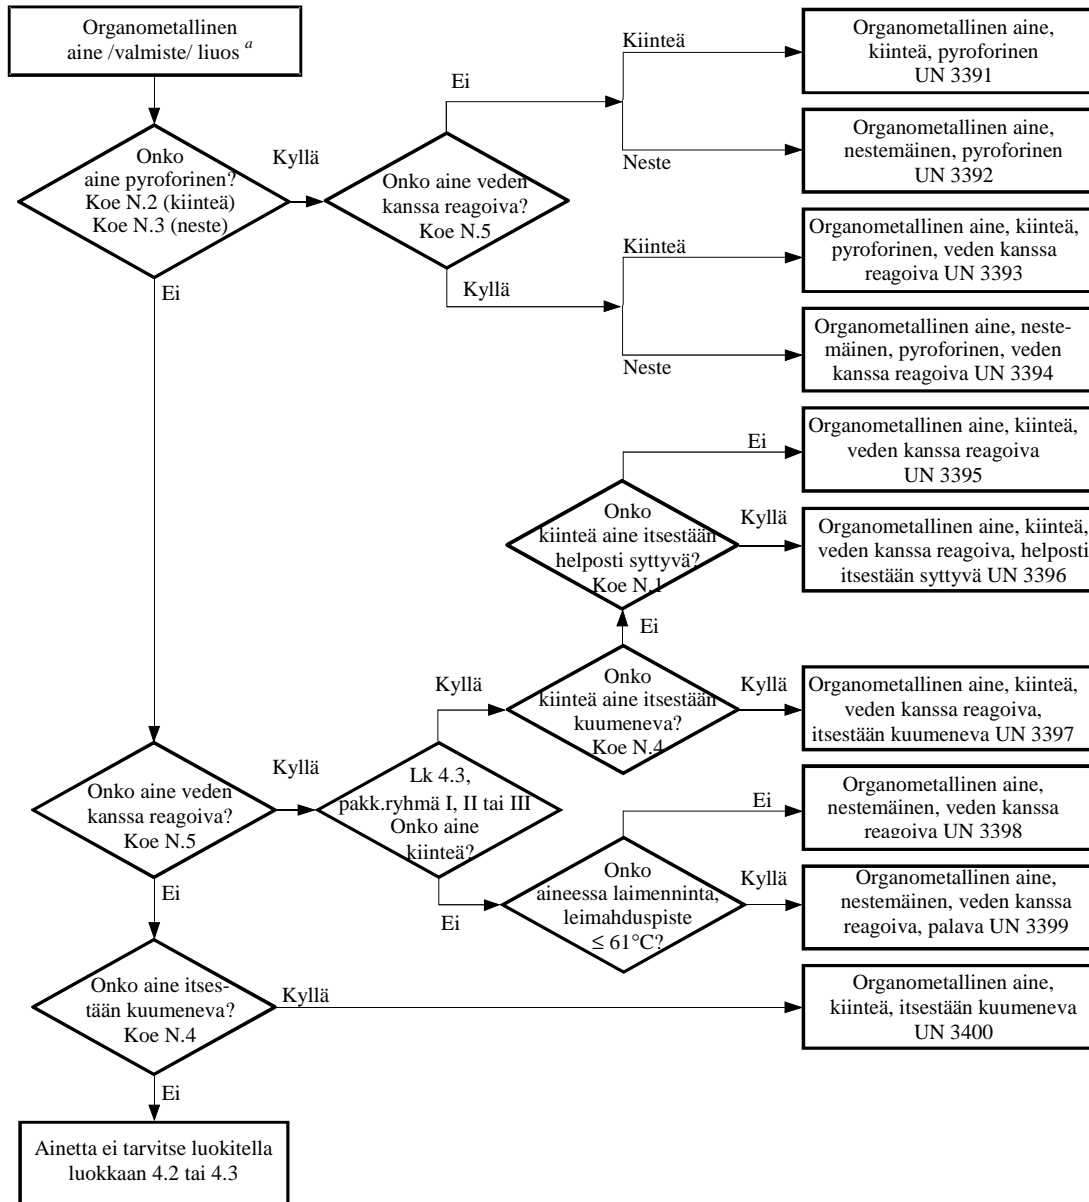 Organometallinen
aine /valmiste/ liuos a
Kiinteä
Organometallinen aine,
kiinteä, pyroforinen
UN 3391
Ei
Onko
aine pyroforinen?
Koe N.2 (kiinteä)
Koe N.3 (neste)
Kyllä
Onko aine veden
kanssa reagoiva?
Koe N.5
Neste
Organometallinen aine,
nestemäinen, pyroforinen
UN 3392
Kiinteä
Organometallinen aine, kiinteä,
pyroforinen, veden kanssa
reagoiva UN 3393
Ei
Kyllä
Neste
Organometallinen aine, neste-
mäinen, pyroforinen, veden
kanssa reagoiva UN 3394
Ei
Organometallinen aine, kiinteä,
veden kanssa reagoiva
UN 3395
Onko
kiinteä aine itsestään
helposti syttyvä?
Koe N.1
Kyllä
Organometallinen aine, kiinteä,
veden kanssa reagoiva, helposti
itsestään syttyvä UN 3396
Ei
Kyllä
Onko
kiinteä aine itsestään
kuumeneva?
Koe N.4
Kyllä
Organometallinen aine, kiinteä,
veden kanssa reagoiva,
itsestään kuumeneva UN 3397
Onko aine veden
kanssa reagoiva?
Koe N.5
Kyllä
Lk 4.3,
pakk.ryhmä I, II tai III
Onko aine
kiinteä?
Ei
Organometallinen aine,
nestemäinen, veden kanssa
reagoiva UN 3398
Ei
Ei
Onko
aineessa laimenninta,
leimahduspiste
≤ 61°C?
Kyllä
Organometallinen aine,
nestemäinen, veden kanssa
reagoiva, palava UN 3399
Onko aine itses-
tään kuumeneva?
Koe N.4
Kyllä
Organometallinen aine,
kiinteä, itsestään kuumeneva
UN 3400
Ei
Ainetta ei tarvitse luokitella
luokkaan 4.2 tai 4.3